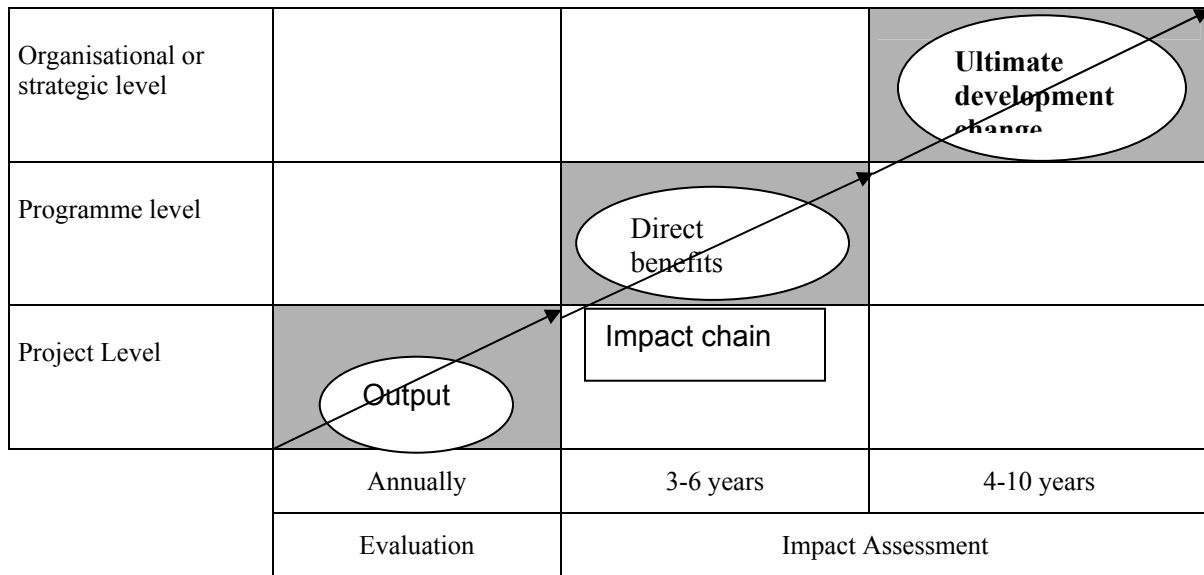 Organisational or
strategic level
Ultimate
development
change
Programme level
Direct
benefits
Project Level
Output
Impact chain
Annually
3-6 years
4-10 years
Evaluation
Impact Assessment